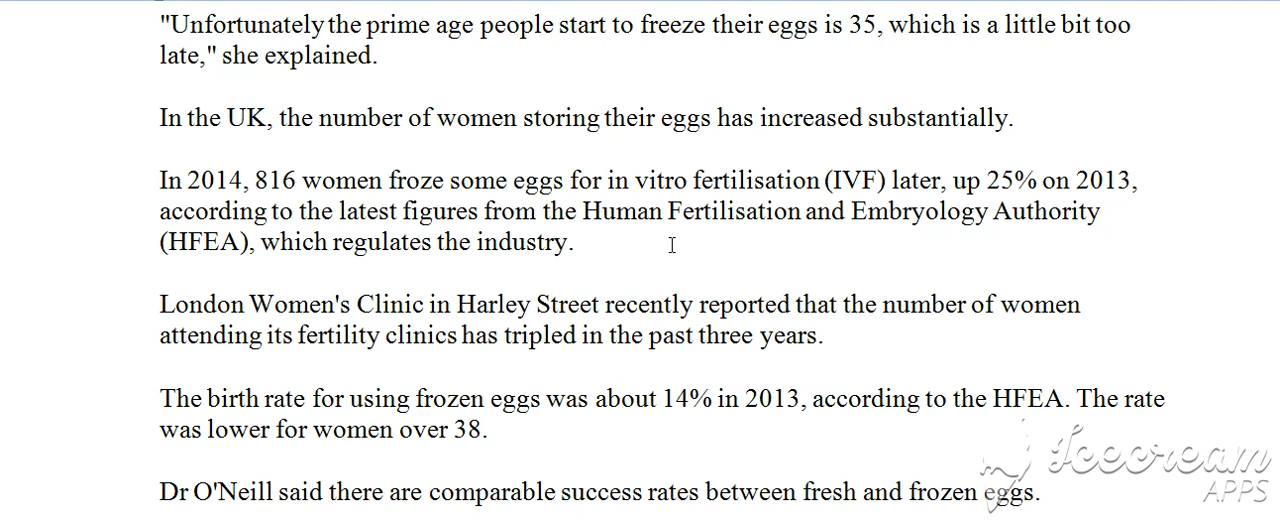 "Unfortunately the prime age people start to freeze their eggs is 35, which is a little bit too
late," she explained.
In the UK, the number of women storing their eggs has increased substantially.
In 2014, 816 women froze some eggs for in vitro fertilisation (IVF) later, up 25% on 2013,
according to the latest figures from the Human Fertilisation and Embryology Authority
(HFEA), which regulates the industry.
London Women's Clinic in Harley Street recently reported that the number of women
attending its fertility clinics has tripled in the past three years.
The birth rate for using frozen eggs was about 14% in 2013, according to the HFEA. The rate
was lower for women over 38.
Icecream
APPS
Dr O'Neill said there are comparable success rates between fresh and frozen eggs.